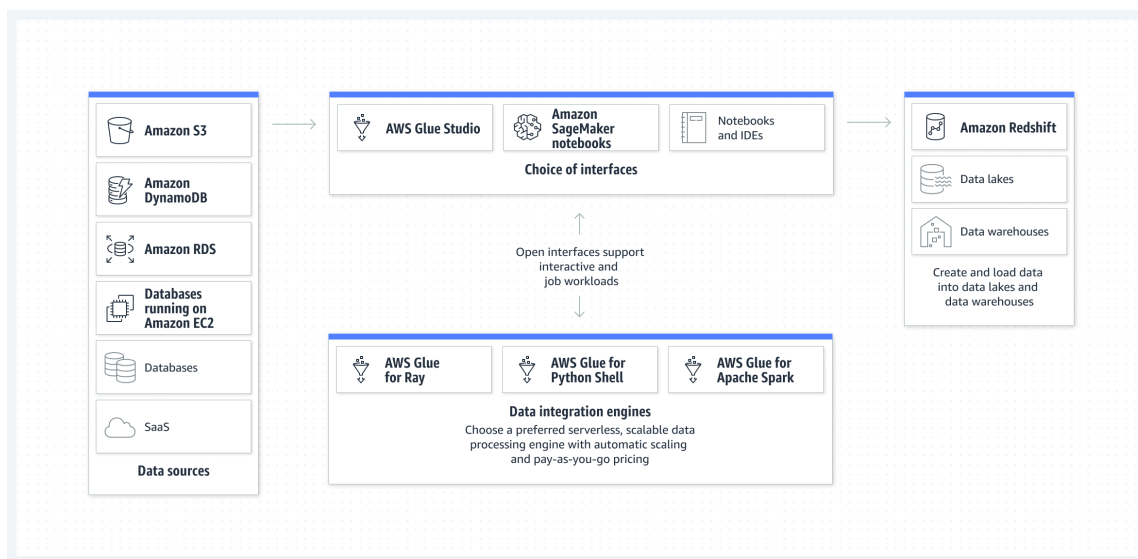 Amazon S3
Amazon
DynamoDB
Amazon RDS
Databases
running on
Amazon EC2
Databases
SaaS
Data sources
AWS Glue Studio
Amazon
SageMaker
notebooks
Notebooks
and IDEs
Choice of interfaces
Open interfaces support
interactive and
job workloads
AWS Glue
for Ray
AWS Glue for
Python Shell
AWS Glue for
Apache Spark
Data integration engines
Choose a preferred serverless, scalable data
processing engine with automatic scaling
and pay-as-you-go pricing
Amazon Redshift
Data lakes
Data warehouses
Create and load data
into data lakes and
data warehouses